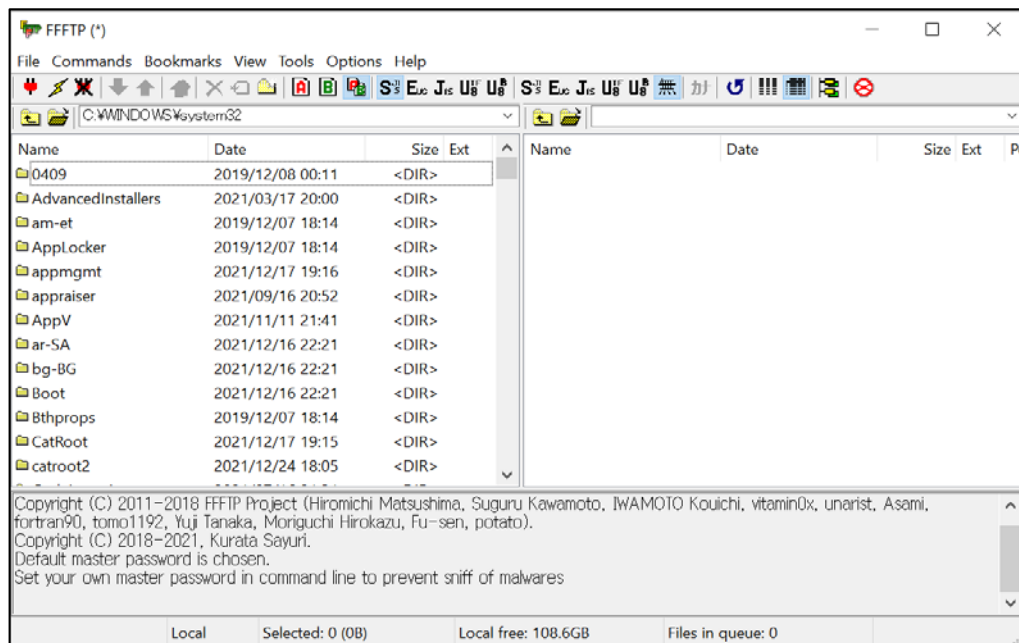 FFFTP (*)
File Commands Bookmarks View Tools Options Help
C:¥WINDOWS¥system32
Name Date Size Ext Name Date Size Ext
0409 2019/12/08 00:11 <DIR>
AdvancedInstallers 2021/03/17 20:00 <DIR>
am-et 2019/12/07 18:14 <DIR>
AppLocker 2019/12/07 18:14 <DIR>
appmgmt 2021/12/17 19:16 <DIR>
appraiser 2021/09/16 20:52 <DIR>
AppV 2021/11/11 21:41 <DIR>
ar-SA 2021/12/16 22:21 <DIR>
bg-BG 2021/12/16 22:21 <DIR>
Boot 2021/12/16 22:21 <DIR>
Bthprops 2019/12/07 18:14 <DIR>
CatRoot 2021/12/17 19:15 <DIR>
catroot2 2021/12/24 18:05 <DIR>
Copyright (C) 2011-2018 FFFTP Project (Hiromichi Matsushima, Suguru Kawamoto, IWAMOTO Kouichi, vitamin0x, unarist, Asami,
fortran90, tomo1192, Yuji Tanaka, Moriguchi Hirokazu, Fu-sen, potato).
Copyright (C) 2018-2021, Kurata Sayuri.
Default master password is chosen.
Set your own master password in command line to prevent sniff of malwares
Local Selected: 0 (0B) Local free: 108.6GB Files in queue: 0